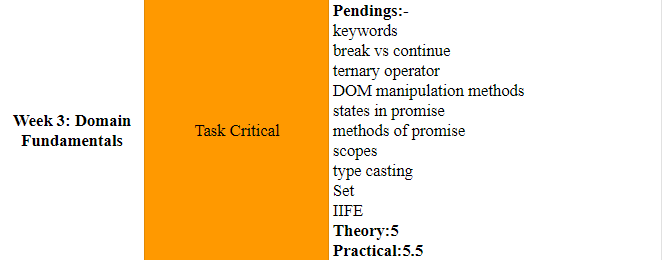 Week 3: Domain
Fundamentals
Task Critical
Pendings:-
keywords
break vs continue
ternary operator
DOM manipulation methods
states in promise
methods of promise
scopes
type casting
Set
IIFE
Theory:5
Practical:5.5